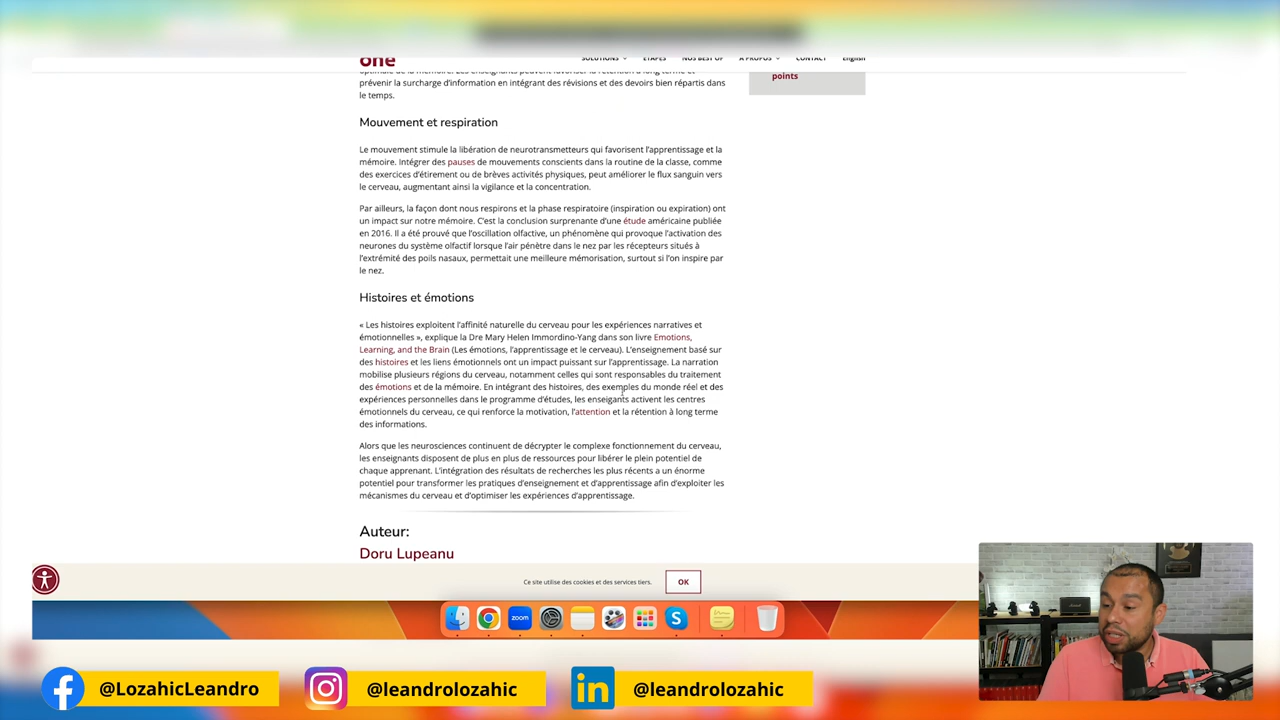 one
SOLUTIONS
ÉTAPES
NOS BEST OF
À PROPOS
CONTACT
English
points
optimale de la mémoire. Les enseignants peuvent favoriser la rétention à long terme et
prévenir la surcharge d'information en intégrant des révisions et des devoirs bien répartis dans
le temps.
Mouvement et respiration
Le mouvement stimule la libération de neurotransmetteurs qui favorisent l'apprentissage et la
mémoire. Intégrer des pauses de mouvements conscients dans la routine de la classe, comme
des exercices d'étirement ou de brèves activités physiques, peut améliorer le flux sanguin vers
le cerveau, augmentant ainsi la vigilance et la concentration.
Par ailleurs, la façon dont nous respirons et la phase respiratoire (inspiration ou expiration) ont
un impact sur notre mémoire. C'est la conclusion surprenante d'une étude américaine publiée
en 2016. Il a été prouvé que l'oscillation olfactive, un phénomène qui provoque l'activation des
neurones du système olfactif lorsque l'air pénètre dans le nez par les récepteurs situés à
l'extrémité des poils nasaux, permettait une meilleure mémorisation, surtout si l'on inspire par
le nez.
Histoires et émotions
« Les histoires exploitent l'affinité naturelle du cerveau pour les expériences narratives et
émotionnelles », explique la Dre Mary Helen Immordino-Yang dans son livre Emotions,
Learning, and the Brain (Les émotions, l'apprentissage et le cerveau). L'enseignement basé sur
des histoires et les liens émotionnels ont un impact puissant sur l'apprentissage. La narration
mobilise plusieurs régions du cerveau, notamment celles qui sont responsables du traitement
des émotions et de la mémoire. En intégrant des histoires, des exemples du monde réel et des
expériences personnelles dans le programme d'études, les enseigants activent les centres
émotionnels du cerveau, ce qui renforce la motivation, l'attention et la rétention à long terme
des informations.
Alors que les neurosciences continuent de décrypter le complexe fonctionnement du cerveau,
les enseignants disposent de plus en plus de ressources pour libérer le plein potentiel de
chaque apprenant. L'intégration des résultats de recherches les plus récents a un énorme
potentiel pour transformer les pratiques d'enseignement et d'apprentissage afin d'exploiter les
mécanismes du cerveau et d'optimiser les expériences d'apprentissage.
Auteur:
Doru Lupeanu
Ce site utilise des cookies et des services tiers.
OK
zoom
@LozahicLeandro
@leandrolozahic
@leandrolozahic